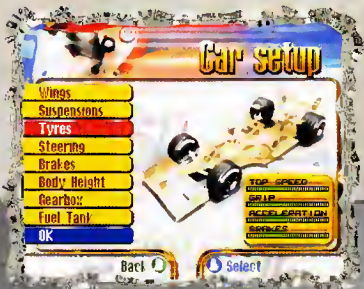 Car setup
Wings
Suspensions
Tyres
Steering
Brakes
Body Height
Gearbox
Fuel Tank
OK
TOP SPEED
GRIP
ACCELERATION
BRAKES
Back
Select